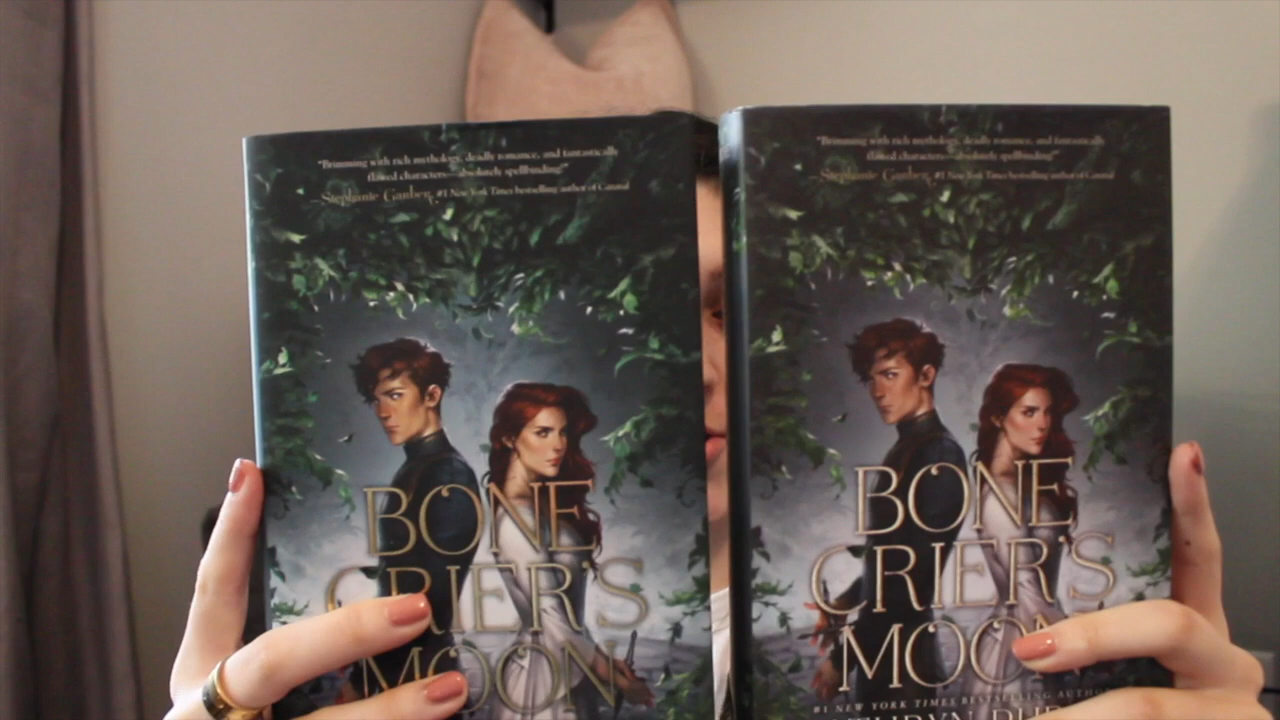 "Brimming with rich mythology, deadly romance, and fantastically
flawed characters—absolutely spellbinding!"
Stephanie Garber, #1 New York Times bestselling author of Caraval
BONE
CRIER'S
MOON
"Brimming with rich mythology, deadly romance, and fantastically
flawed characters—absolutely spellbinding!"
Stephanie Garber, #1 New York Times bestselling author of Caraval
BONE
CRIER'S
MOON
#1 NEW YORK TIMES BESTSELLING AUTHOR